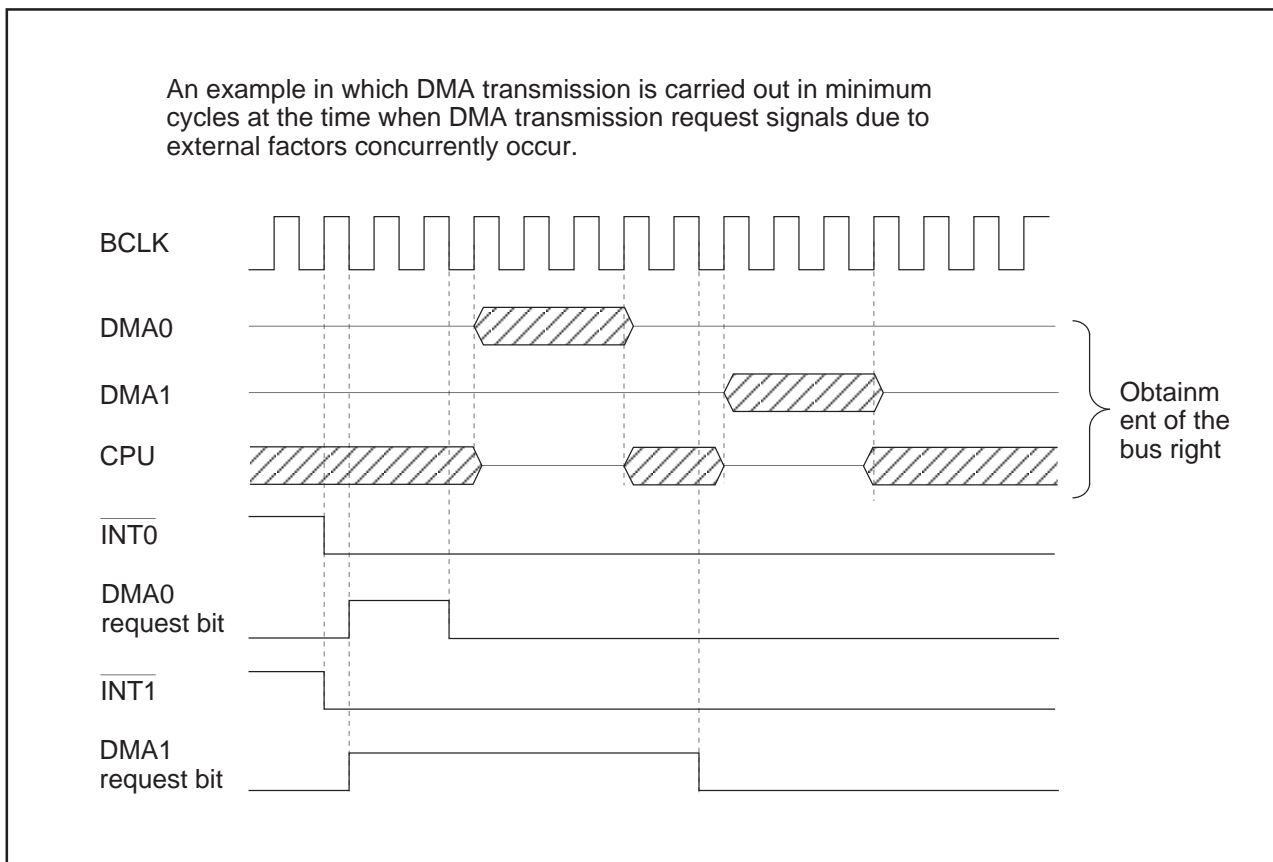 An example in which DMA transmission is carried out in minimum
cycles at the time when DMA transmission request signals due to
external factors concurrently occur.
BCLK
DMA0
DMA1
CPU
Obtainm
ent of the
bus right
INT0
DMA0
request bit
INT1
DMA1
request bit